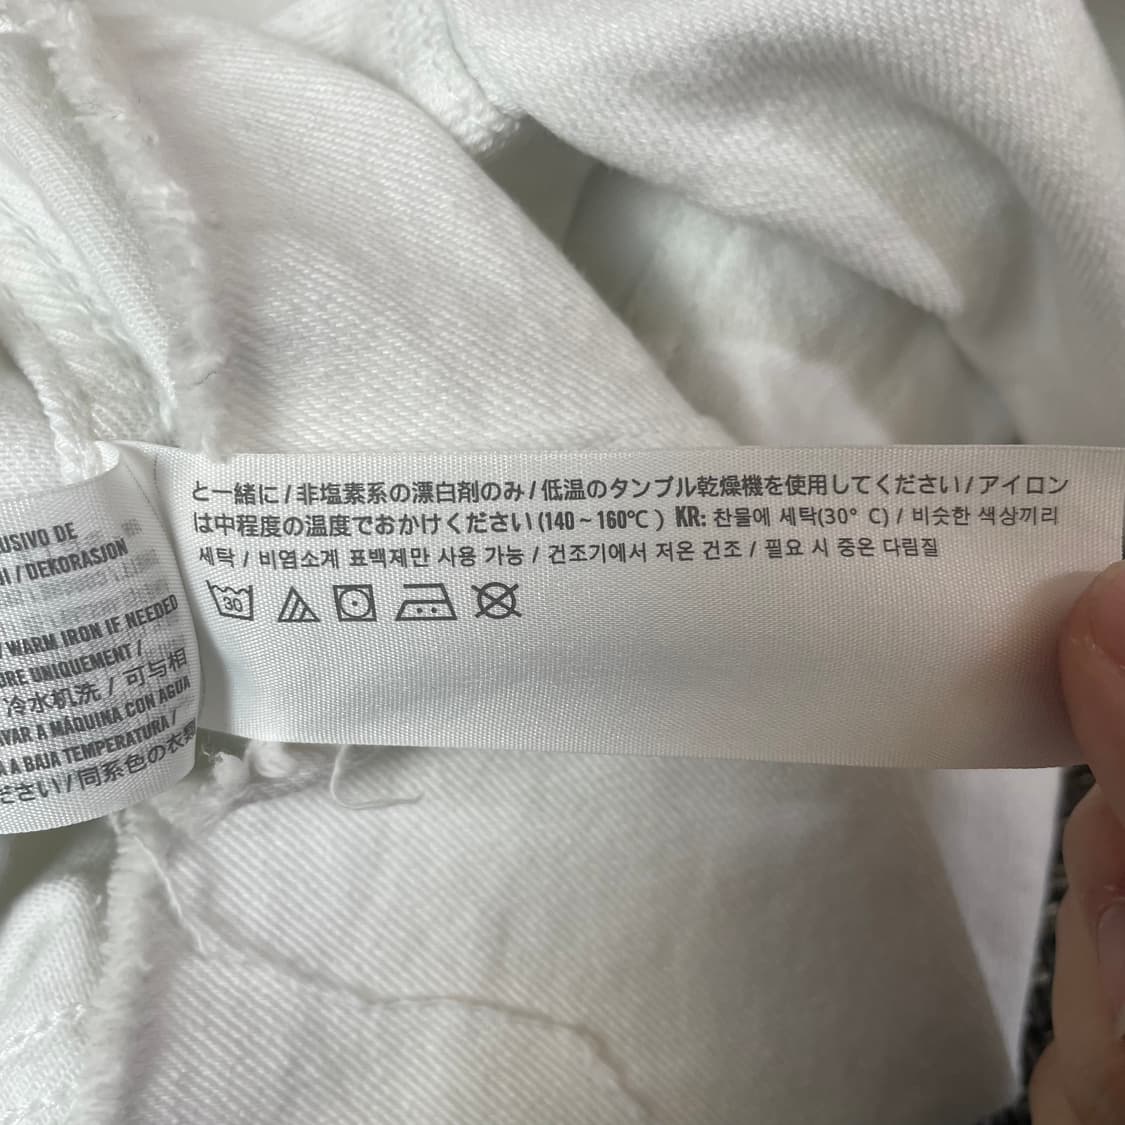 USIVO DE
/ DEKORASJON
/ WARM IRON IF NEEDED
ORE UNIQUEMENT /
冷水机洗 / 可与相
AVAR A MÁQUINA CON AGUA
A A BAJA TEMPERATURA /
ださい / 同系色の衣類
と一緒に / 非塩素系の漂白剤のみ / 低温のタンブル乾燥機を使用してください / アイロン
は中程度の温度でおかけください (140 ~ 160℃ ) KR: 찬물에 세탁(30° C) / 비슷한 색상끼리
세탁 / 비염소계 표백제만 사용 가능 / 건조기에서 저온 건조 / 필요 시 중온 다림질
30